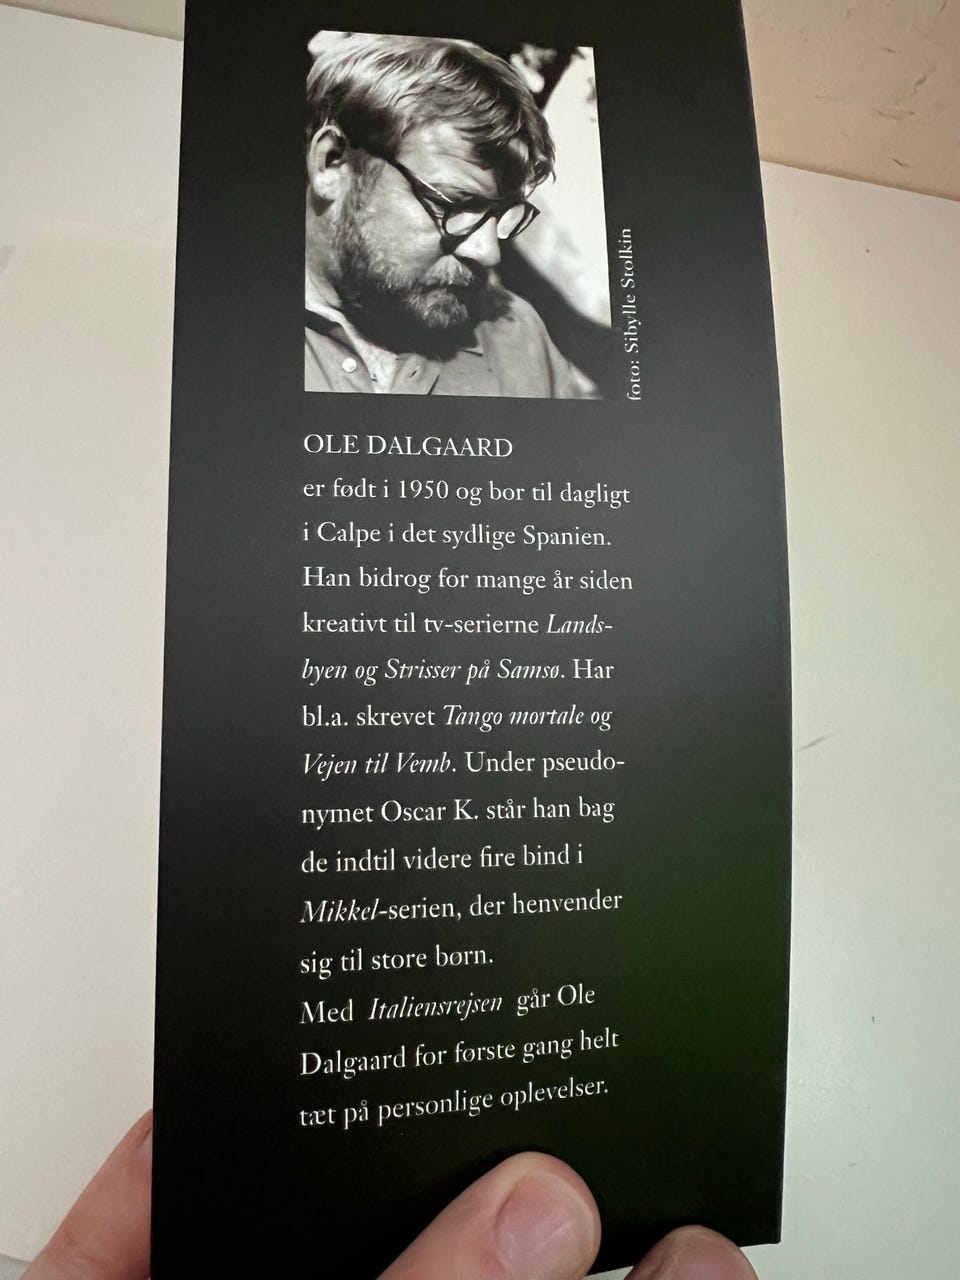 foto: Sibylle Stolkin
OLE DALGAARD
er født i 1950 og bor til dagligt
i Calpe i det sydlige Spanien.
Han bidrog for mange år siden
kreativt til tv-serierne Lands-
byen og Strisser på Samsø. Har
bl.a. skrevet Tango mortale og
Vejen til Vemb. Under pseudo-
nymet Oscar K. står han bag
de indtil videre fire bind i
Mikkel-serien, der henvender
sig til store børn.
Med Italiensrejsen går Ole
Dalgaard for første gang helt
tæt på personlige oplevelser.